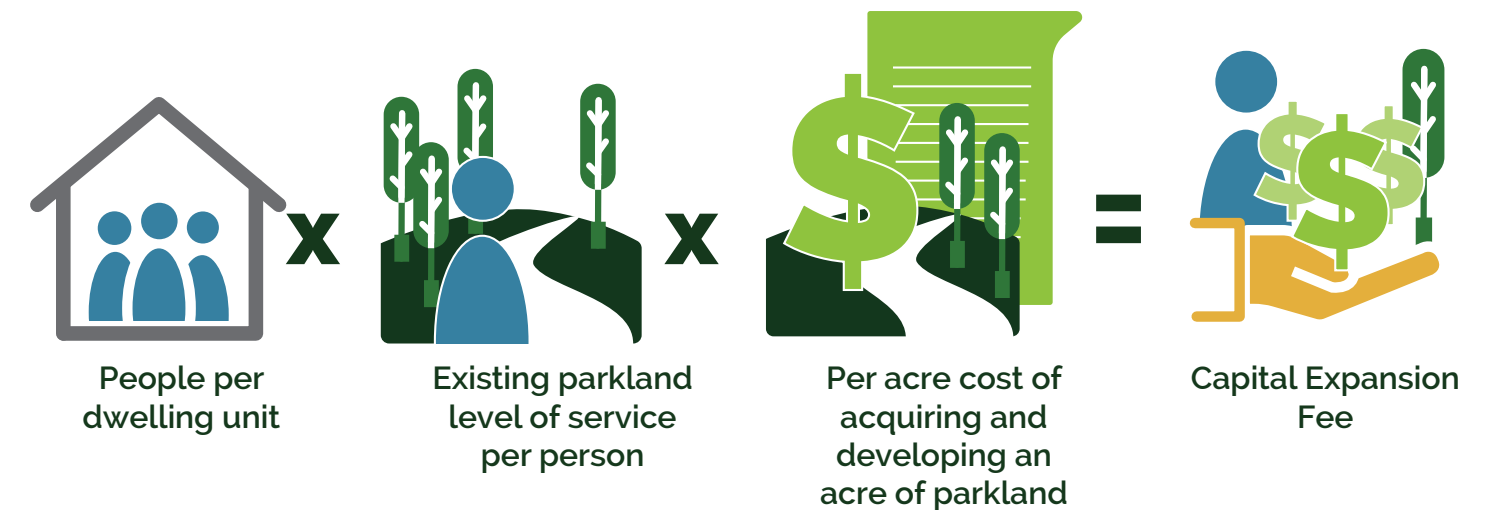 People per
dwelling unit
x
Existing parkland
level of service
per person
x
Per acre cost of
acquiring and
developing an
acre of parkland
=
Capital Expansion
Fee